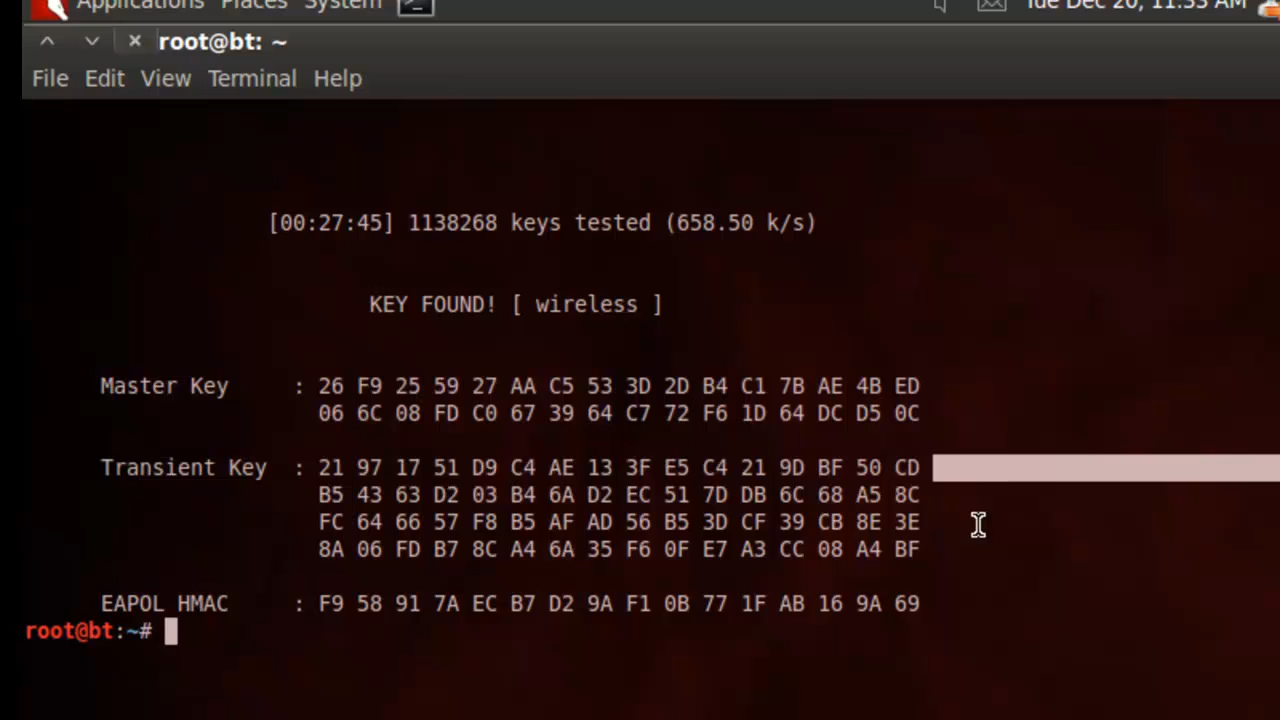 Applications Places System Tue Dec 20, 11:33 AM
root@bt: ~
File Edit View Terminal Help
[00:27:45] 1138268 keys tested (658.50 k/s)
KEY FOUND! [ wireless ]
Master Key : 26 F9 25 59 27 AA C5 53 3D 2D B4 C1 7B AE 4B ED
06 6C 08 FD C0 67 39 64 C7 72 F6 1D 64 DC D5 0C
Transient Key : 21 97 17 51 D9 C4 AE 13 3F E5 C4 21 9D BF 50 CD
B5 43 63 D2 03 B4 6A D2 EC 51 7D DB 6C 68 A5 8C
FC 64 66 57 F8 B5 AF AD 56 B5 3D CF 39 CB 8E 3E
8A 06 FD B7 8C A4 6A 35 F6 0F E7 A3 CC 08 A4 BF
EAPOL HMAC : F9 58 91 7A EC B7 D2 9A F1 0B 77 1F AB 16 9A 69
root@bt:~#